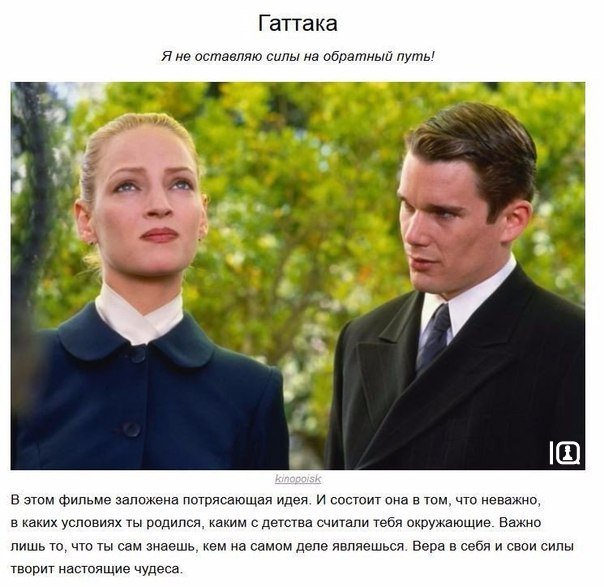 Гаттака
Я не оставляю силы на обратный путь!
IQ
kinopoisk
В этом фильме заложена потрясающая идея. И состоит она в том, что неважно,
в каких условиях ты родился, каким с детства считали тебя окружающие. Важно
лишь то, что ты сам знаешь, кем на самом деле являешься. Вера в себя и свои силы
творит настоящие чудеса.